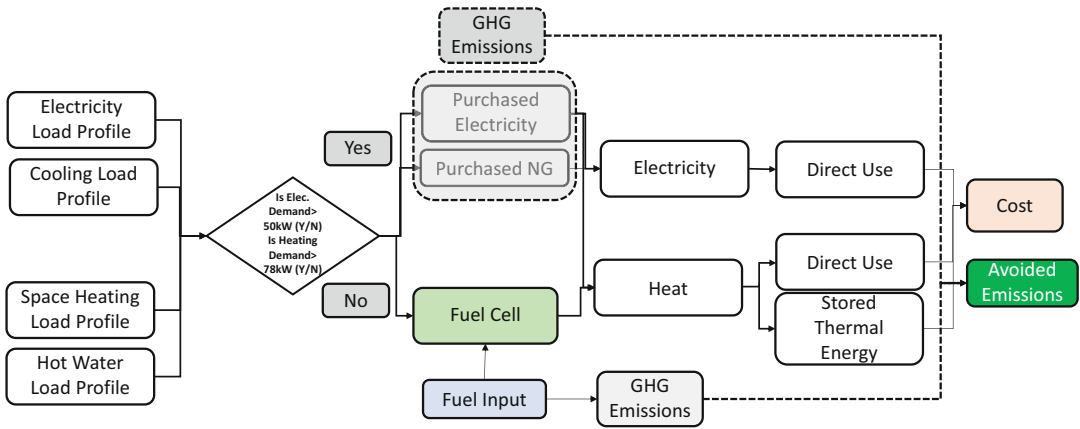 GHG
Emissions
Electricity
Load Profile
Cooling Load
Profile
Space Heating
Load Profile
Hot Water
Load Profile
Is Elec.
Demand>
50kW (Y/N)
Is Heating
Demand>
78kW (Y/N)
Yes
No
Purchased
Electricity
Purchased NG
Fuel Cell
Fuel Input
GHG
Emissions
Electricity
Heat
Direct Use
Direct Use
Stored
Thermal
Energy
Cost
Avoided
Emissions